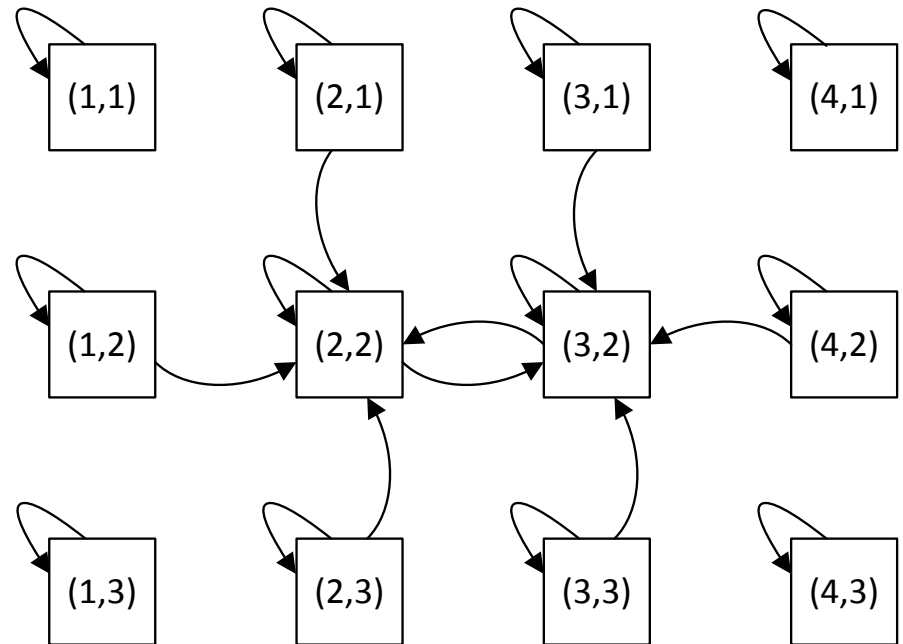 (1,1) (2,1) (3,1) (4,1)
(1,2) (2,2) (3,2) (4,2)
(1,3) (2,3) (3,3) (4,3)